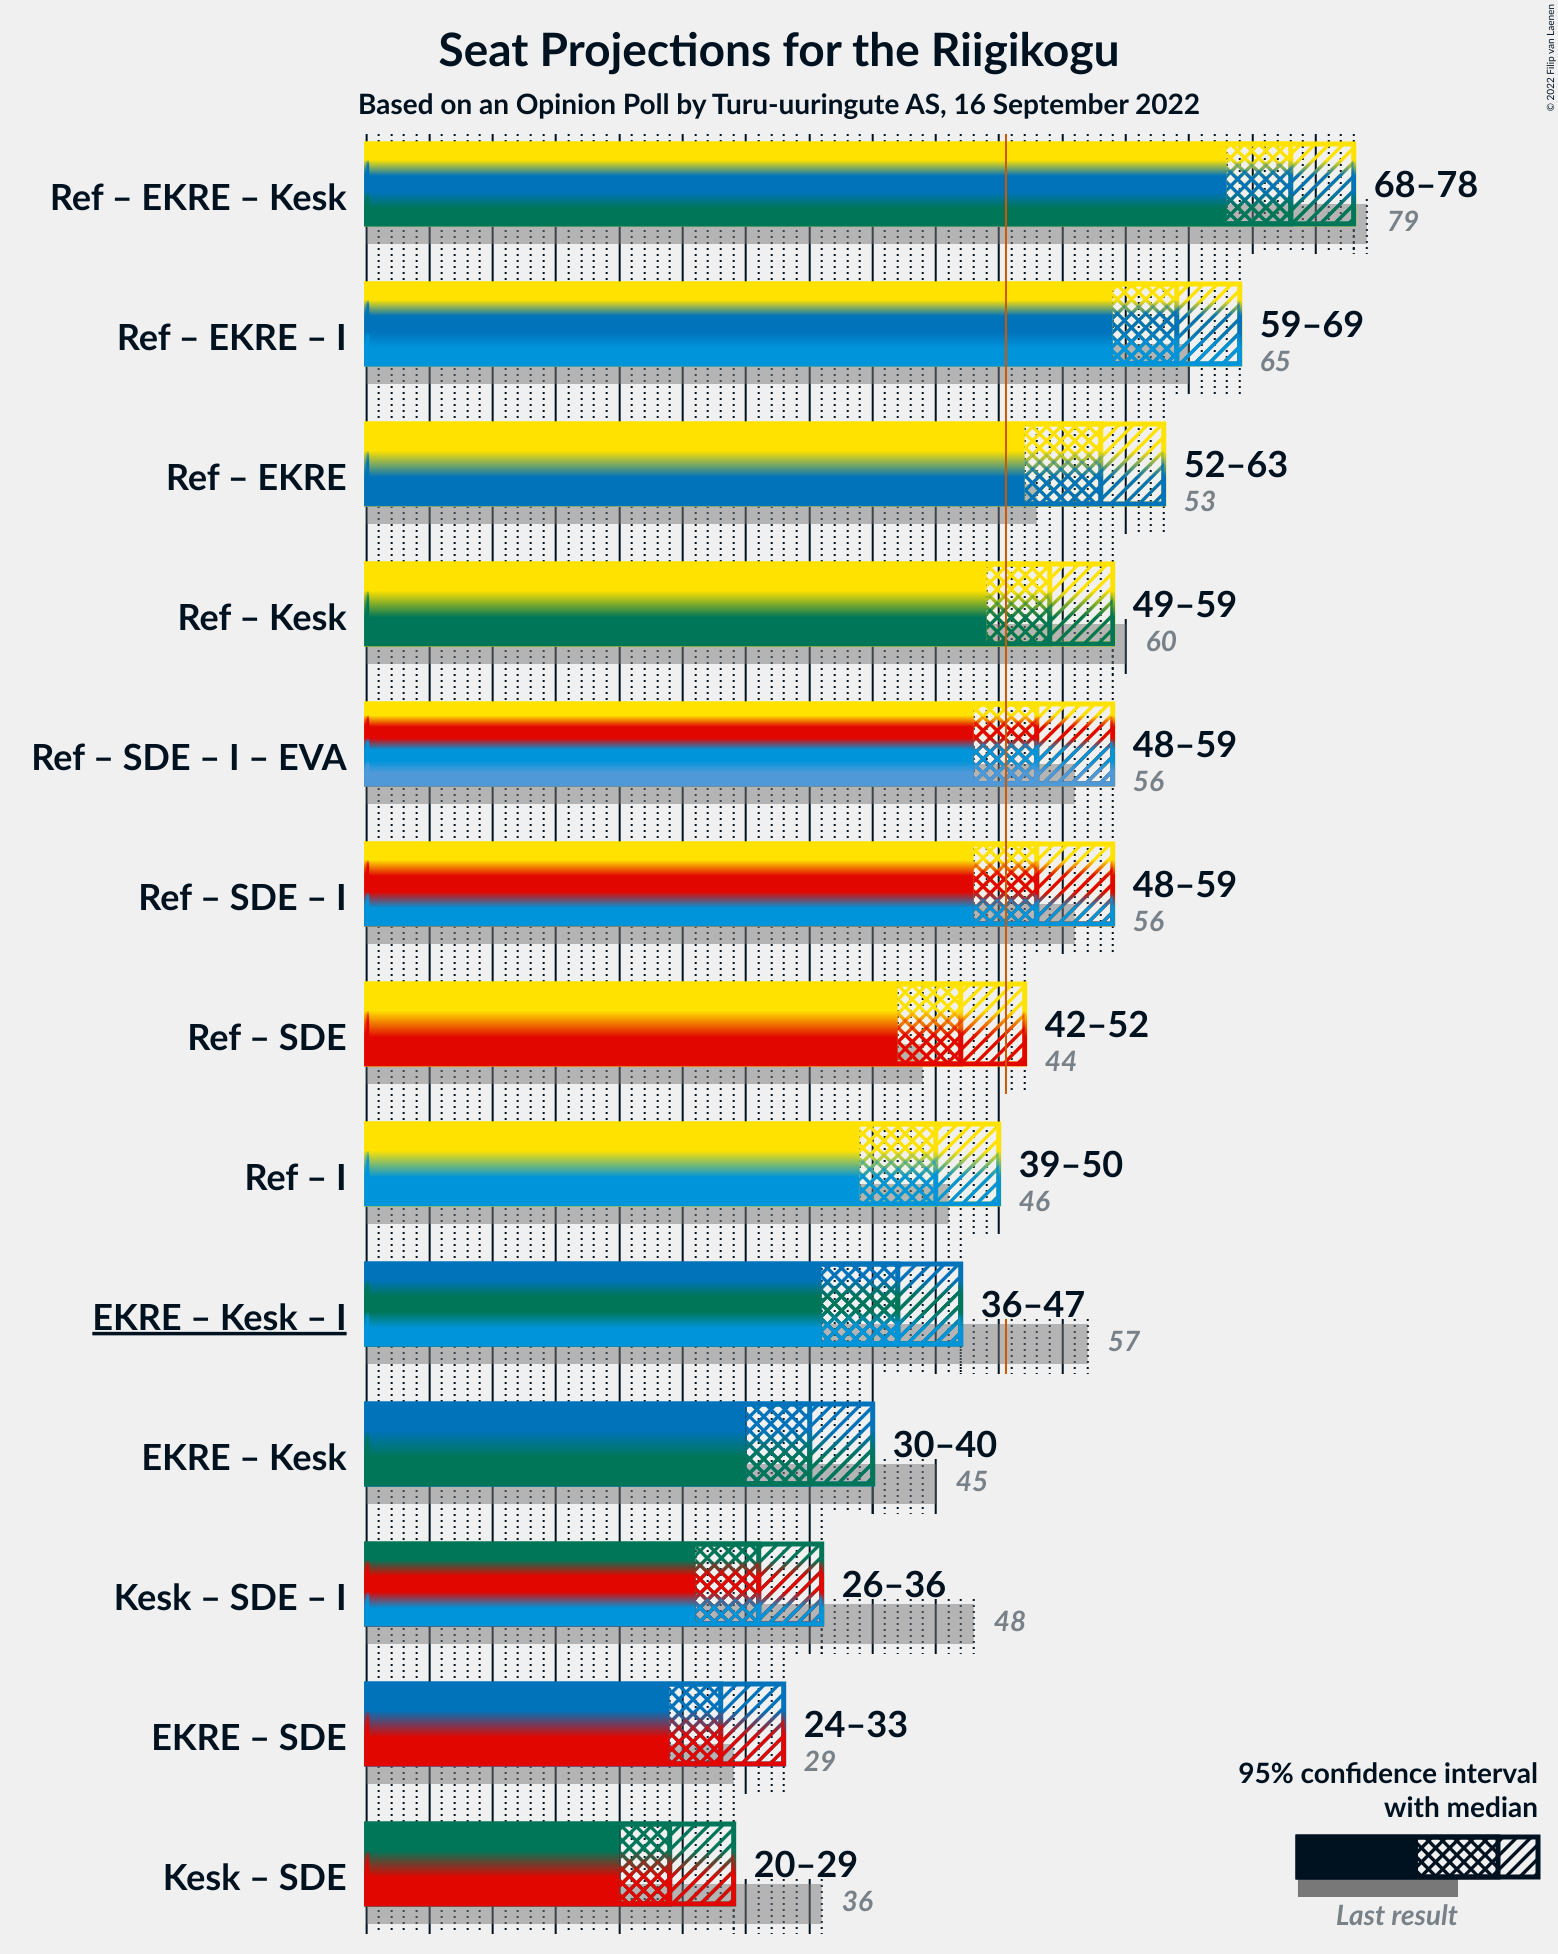 Seat Projections for the Riigikogu
Based on an Opinion Poll by Turu-uuringute AS, 16 September 2022
© 2022 Filip van Laenen
Ref – EKRE – Kesk
68–78
79
Ref – EKRE – I
59–69
65
Ref – EKRE
52–63
53
Ref – Kesk
49–59
60
Ref – SDE – I – EVA
48–59
56
Ref – SDE – I
48–59
56
Ref – SDE
42–52
44
Ref – I
39–50
46
EKRE – Kesk – I
36–47
57
EKRE – Kesk
30–40
45
Kesk – SDE – I
26–36
48
EKRE – SDE
24–33
29
Kesk – SDE
20–29
36
95% confidence interval
with median
Last result